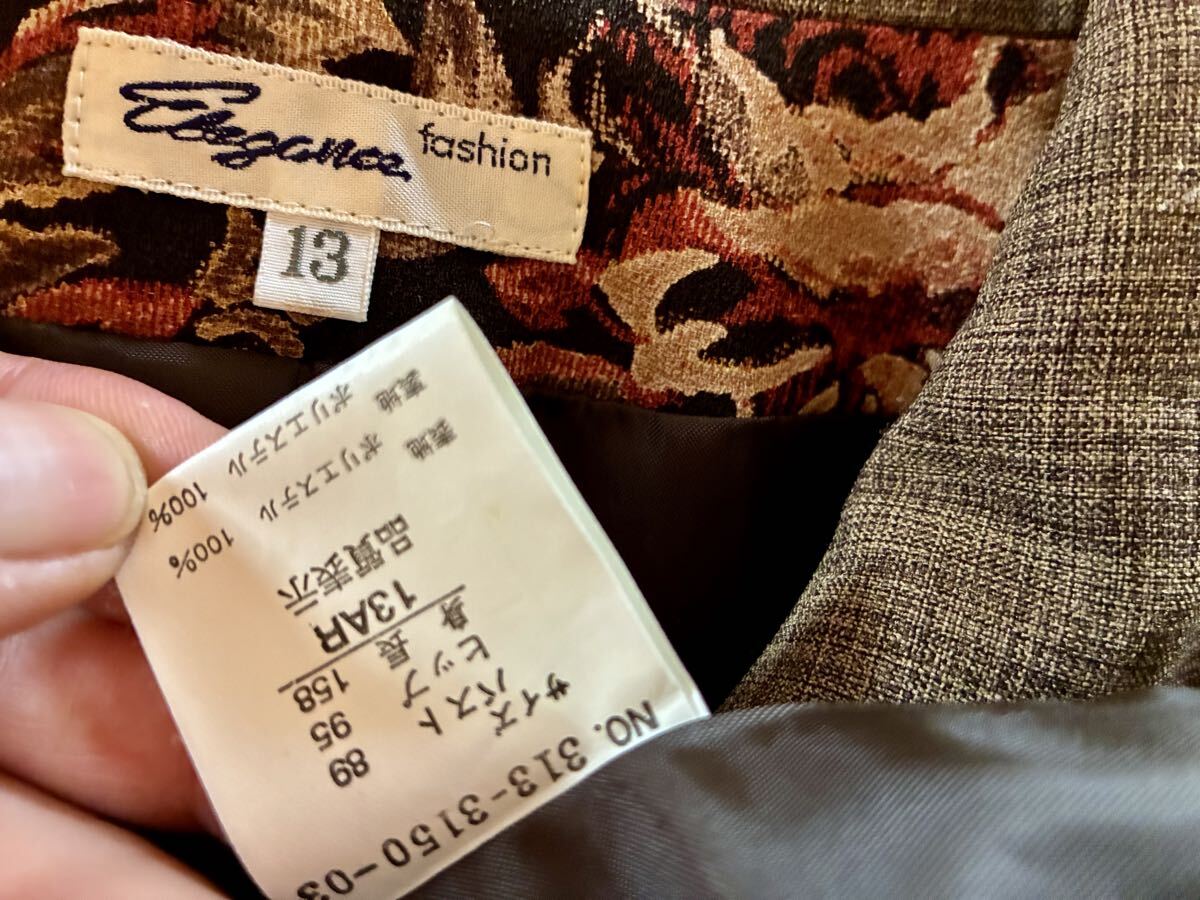 Elegance fashion
13
NO. 313-3150-03
サイズ
バスト 89
ヒップ 95
身長 158
13AR
品質表示
表地 ポリエステル 100%
裏地 ポリエステル 100%